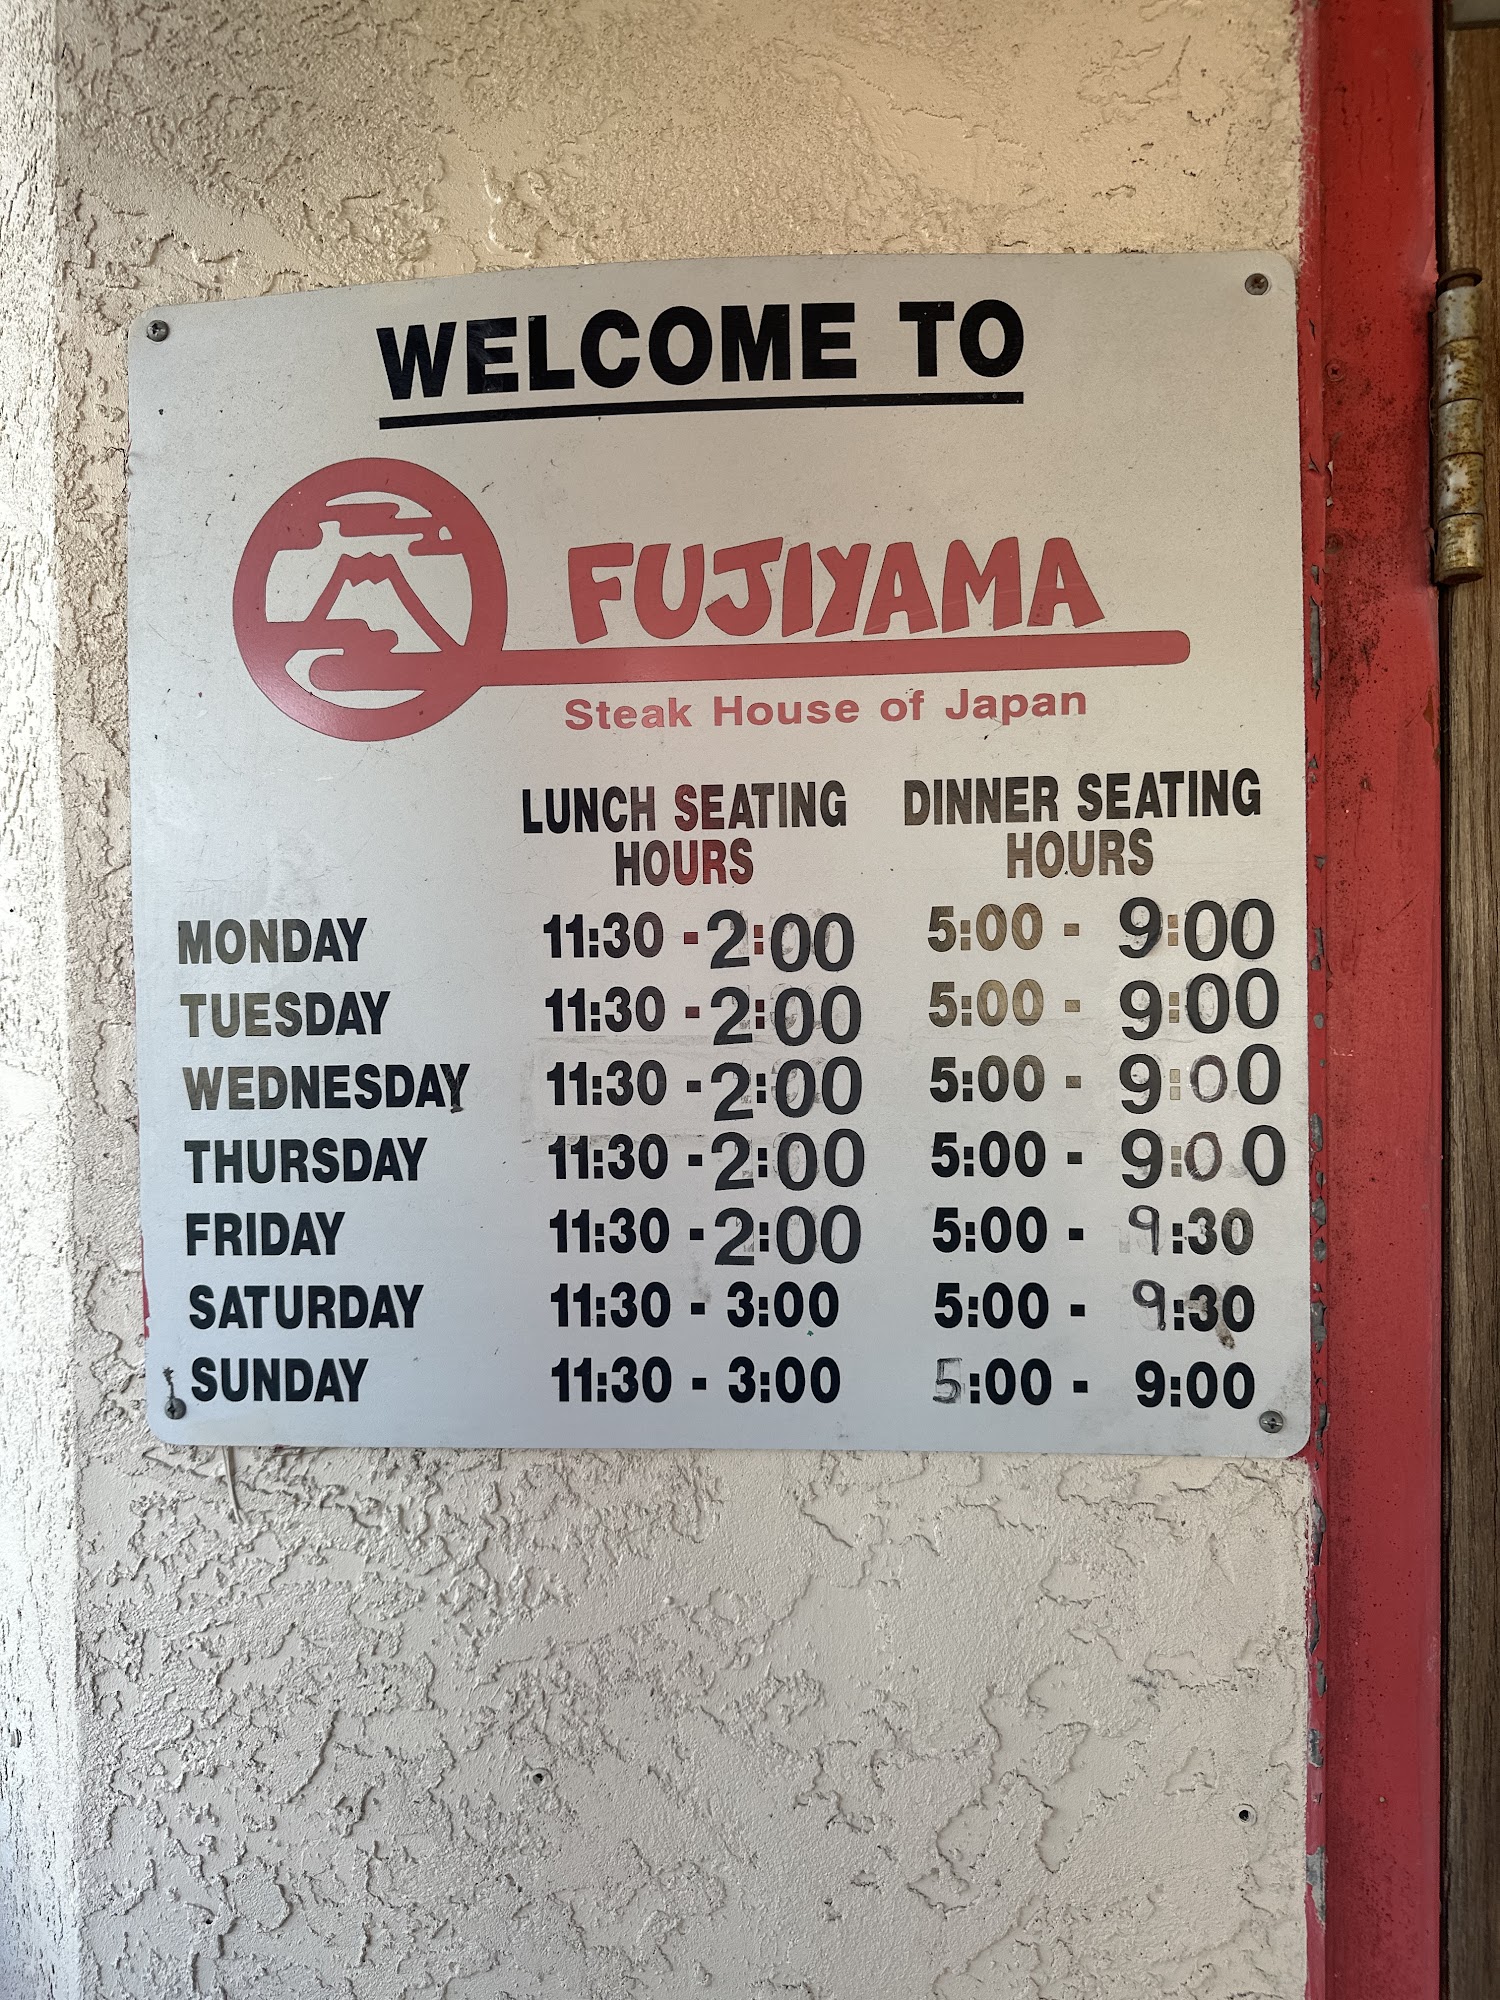 WELCOME TO
FUJIYAMA
Steak House of Japan
LUNCH SEATING HOURS
DINNER SEATING HOURS
MONDAY 11:30 - 2:00 5:00 - 9:00
TUESDAY 11:30 - 2:00 5:00 - 9:00
WEDNESDAY 11:30 - 2:00 5:00 - 9:00
THURSDAY 11:30 - 2:00 5:00 - 9:00
FRIDAY 11:30 - 2:00 5:00 - 9:30
SATURDAY 11:30 - 3:00 5:00 - 9:30
SUNDAY 11:30 - 3:00 5:00 - 9:00